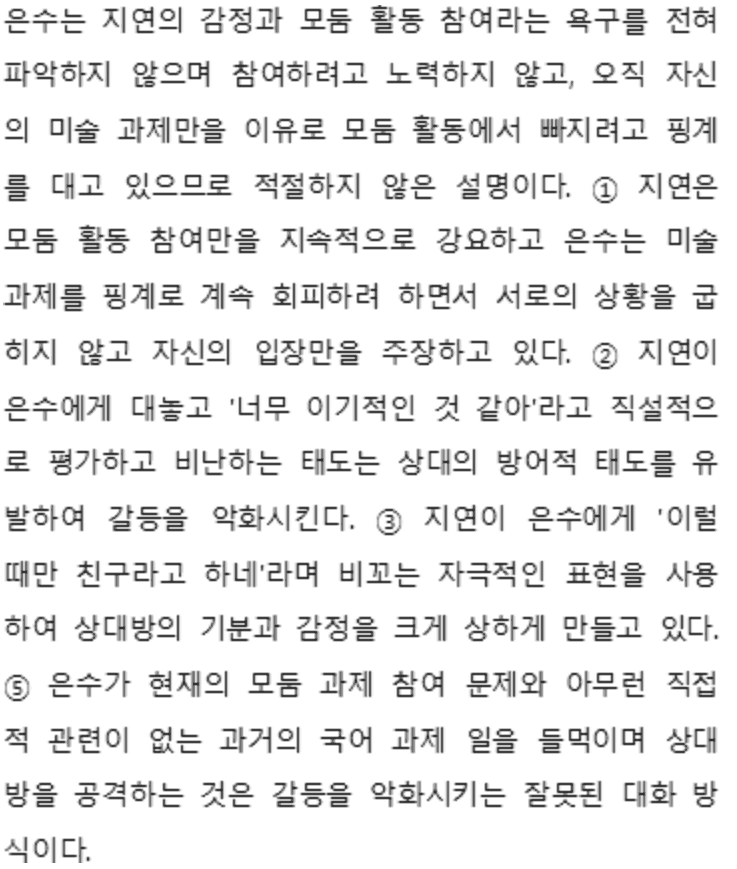 은수는 지연의 감정과 모둠 활동 참여라는 욕구를 전혀
파악하지 않으며 참여하려고 노력하지 않고, 오직 자신
의 미술 과제만을 이유로 모둠 활동에서 빠지려고 핑계
를 대고 있으므로 적절하지 않은 설명이다. ① 지연은
모둠 활동 참여만을 지속적으로 강요하고 은수는 미술
과제를 핑계로 계속 회피하려 하면서 서로의 상황을 굽
히지 않고 자신의 입장만을 주장하고 있다. ② 지연이
은수에게 대놓고 '너무 이기적인 것 같아'라고 직설적으
로 평가하고 비난하는 태도는 상대의 방어적 태도를 유
발하여 갈등을 악화시킨다. ③ 지연이 은수에게 '이럴
때만 친구라고 하네'라며 비꼬는 자극적인 표현을 사용
하여 상대방의 기분과 감정을 크게 상하게 만들고 있다.
⑤ 은수가 현재의 모둠 과제 참여 문제와 아무런 직접
적 관련이 없는 과거의 국어 과제 일을 들먹이며 상대
방을 공격하는 것은 갈등을 악화시키는 잘못된 대화 방
식이다.